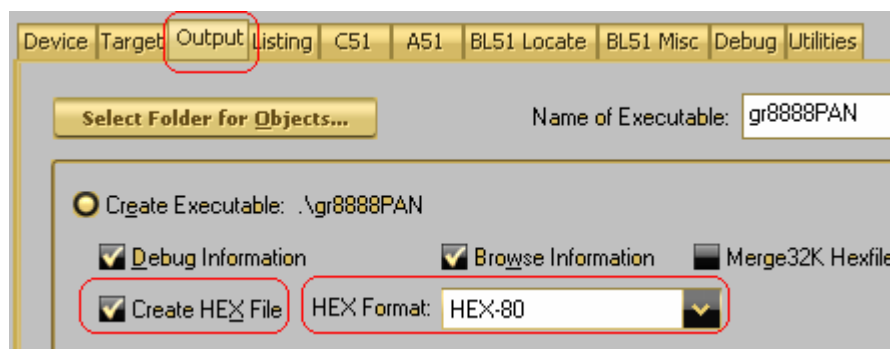 Device Target Output Listing C51 A51 BL51 Locate BL51 Misc Debug Utilities
Select Folder for Objects... Name of Executable: gr8888PAN
Create Executable: .\gr8888PAN
Debug Information Browse Information Merge32K Hexfile
Create HEX File HEX Format: HEX-80